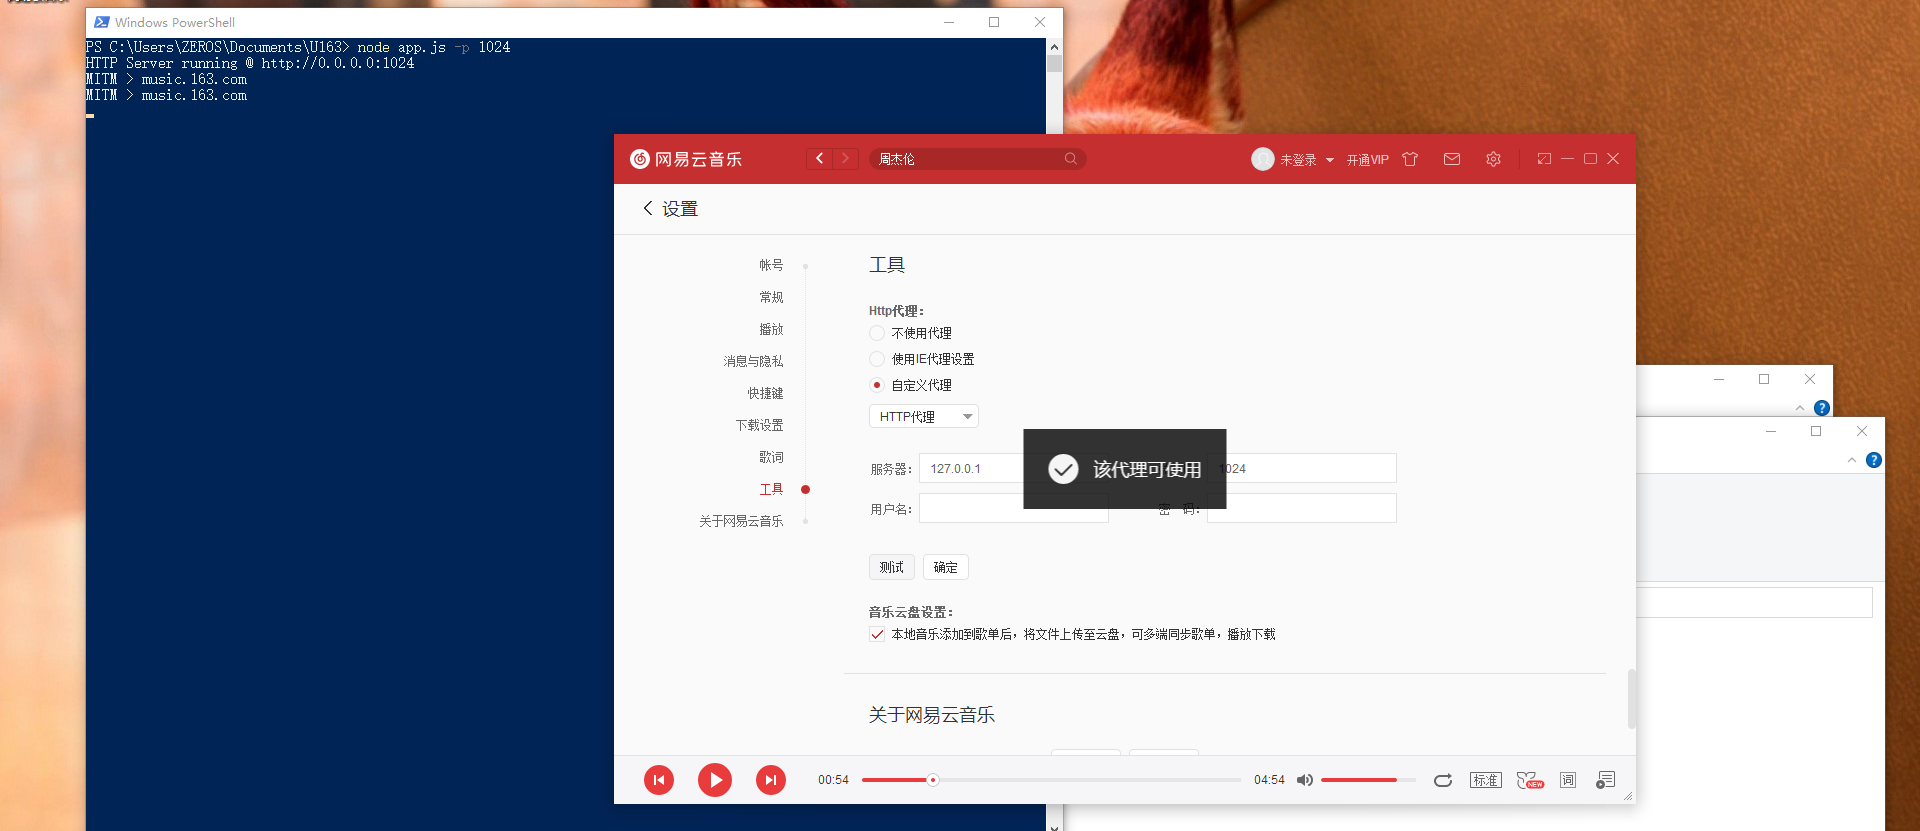 Windows PowerShell
PS C:\Users\ZEROS\Documents\U163> node app.js -p 1024
HTTP Server running @ http://0.0.0.0:1024
MITM > music.163.com
MITM > music.163.com
网易云音乐
周杰伦
未登录
开通VIP
设置
帐号
常规
播放
消息与隐私
快捷键
下载设置
歌词
工具
关于网易云音乐
工具
Http代理：
不使用代理
使用IE代理设置
自定义代理
HTTP代理
服务器： 127.0.0.1
1024
该代理可使用
用户名：
密 码：
测试
确定
音乐云盘设置：
本地音乐添加到歌单后，将文件上传至云盘，可多端同步歌单，播放下载
关于网易云音乐
00:54
04:54
标准
NEW
词